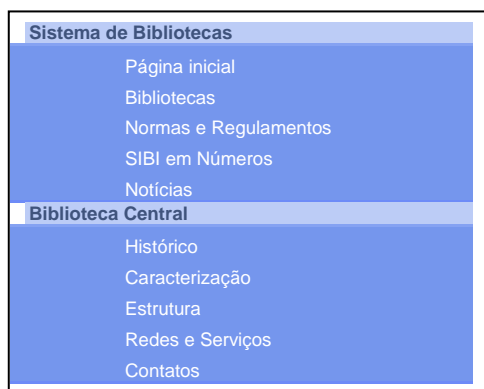 Sistema de Bibliotecas
Página inicial
Bibliotecas
Normas e Regulamentos
SIBI em Números
Notícias
Biblioteca Central
Histórico
Caracterização
Estrutura
Redes e Serviços
Contatos